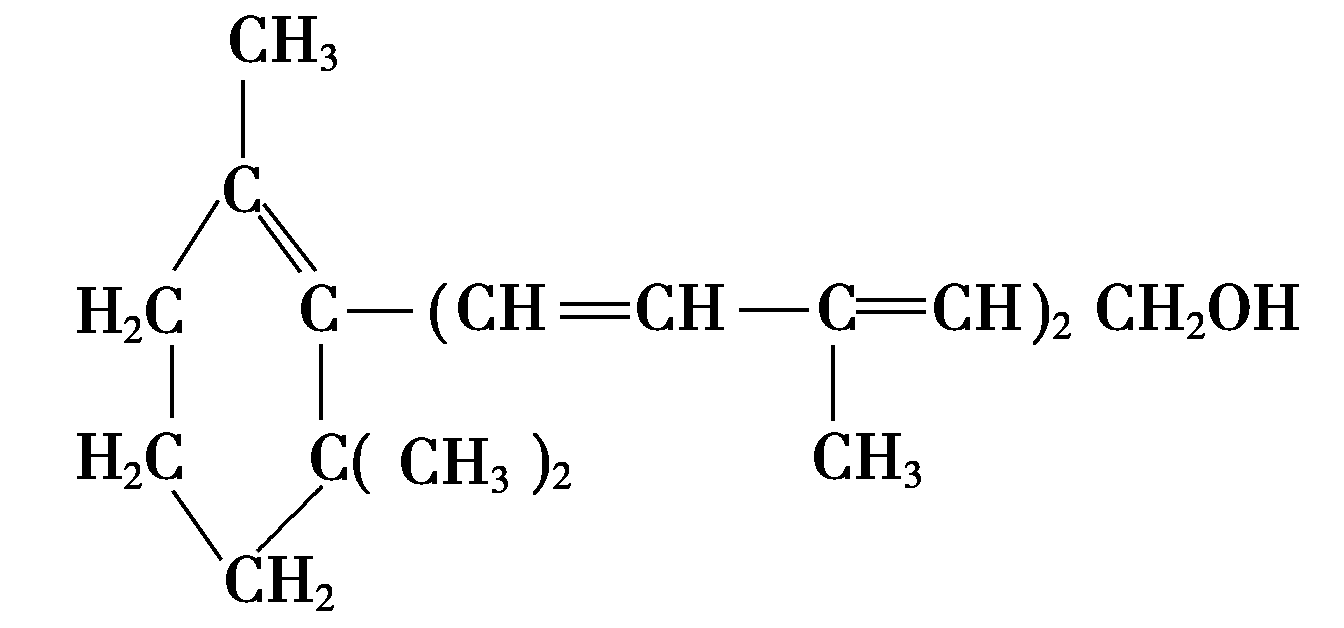 CH₃
C
H₂C C—(CH=CH—C=CH)₂ CH₂OH
H₂C C( CH₃ )₂ CH₃
CH₂